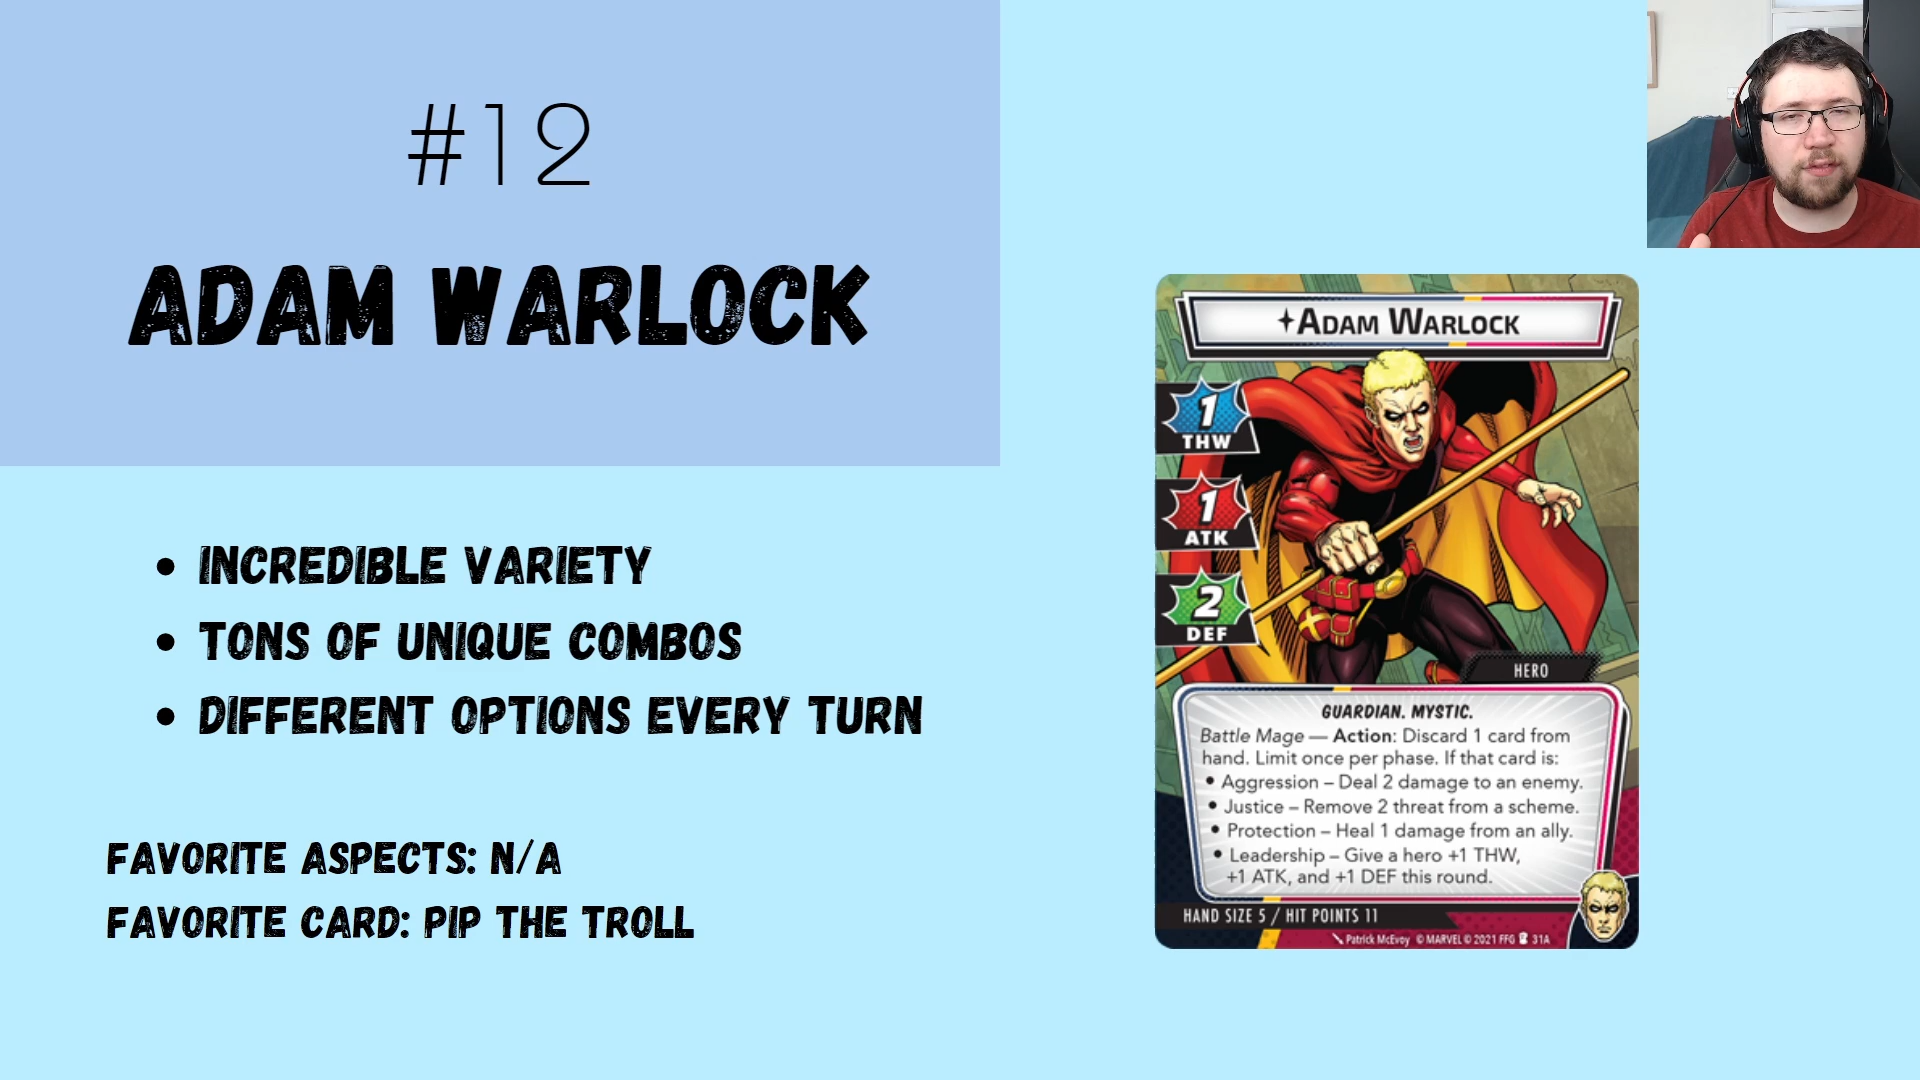 #12
ADAM WARLOCK
• INCREDIBLE VARIETY
• TONS OF UNIQUE COMBOS
• DIFFERENT OPTIONS EVERY TURN
FAVORITE ASPECTS: N/A
FAVORITE CARD: PIP THE TROLL
ADAM WARLOCK
1
THW
1
ATK
2
DEF
HERO
GUARDIAN. MYSTIC.
Battle Mage — Action: Discard 1 card from
hand. Limit once per phase. If that card is:
• Aggression – Deal 2 damage to an enemy.
• Justice – Remove 2 threat from a scheme.
• Protection – Heal 1 damage from an ally.
• Leadership – Give a hero +1 THW,
+1 ATK, and +1 DEF this round.
HAND SIZE 5 / HIT POINTS 11
Patrick McEvoy © MARVEL © 2021 FFG 31A